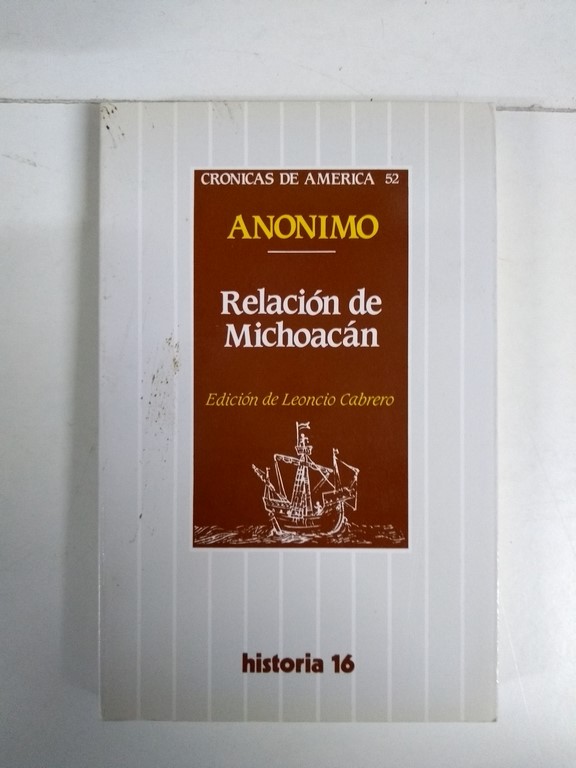 CRONICAS DE AMERICA 52
ANONIMO
Relación de
Michoacán
Edición de Leoncio Cabrero
historia 16